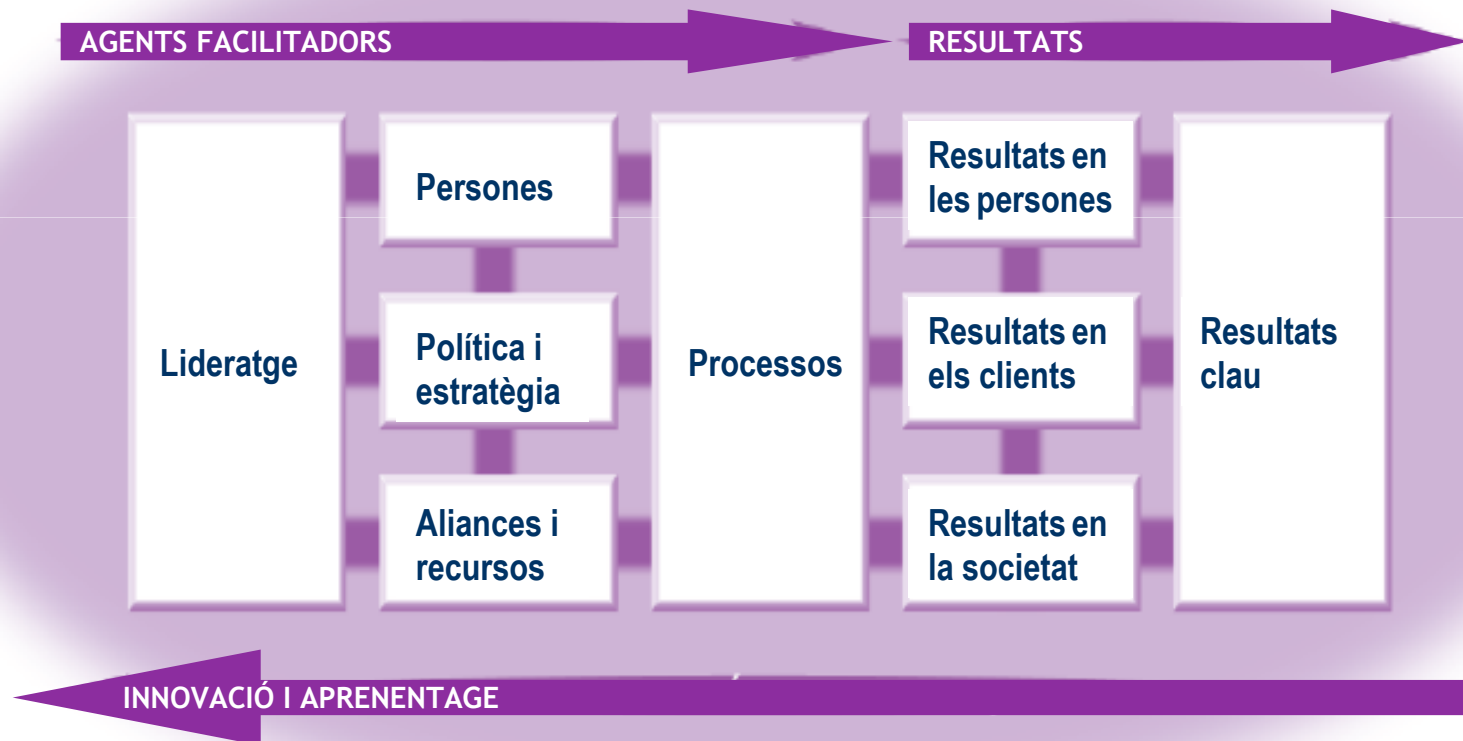 AGENTS FACILITADORS
RESULTATS
Lideratge
Persones
Política i
estratègia
Aliances i
recursos
Processos
Resultats en
les persones
Resultats en
els clients
Resultats en
la societat
Resultats
clau
INNOVACIÓ I APRENENTAGE